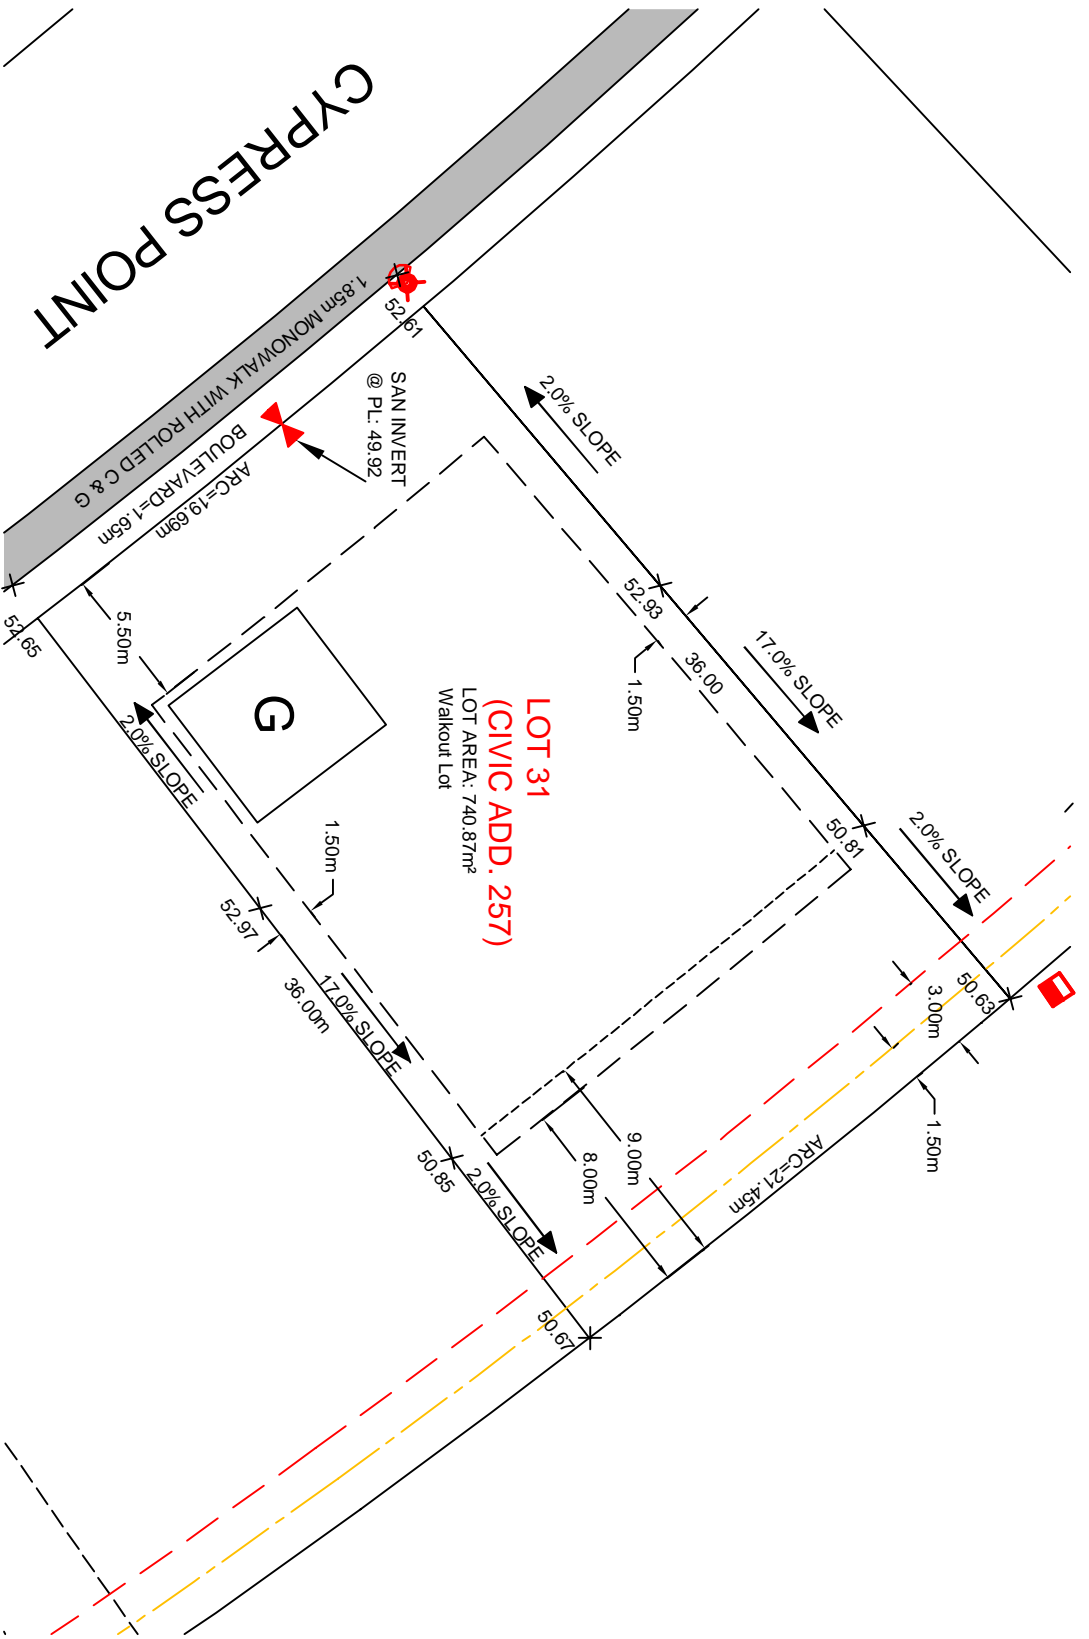 CYPRESS POINT
1.85m MONOWALK WITH ROLLED C & G
BOULEVARD=1.65m
ARC=19.69m
52.61
SAN INVERT
@ PL: 49.92
2.0% SLOPE
52.93
36.00
1.50m
17.0% SLOPE
50.81
2.0% SLOPE
50.63
3.00m
1.50m
ARC=21.45m
LOT 31
(CIVIC ADD. 257)
LOT AREA: 740.87m²
Walkout Lot
G
52.65
5.50m
2.0% SLOPE
1.50m
52.97
36.00m
17.0% SLOPE
50.85
2.0% SLOPE
9.00m
8.00m
50.67